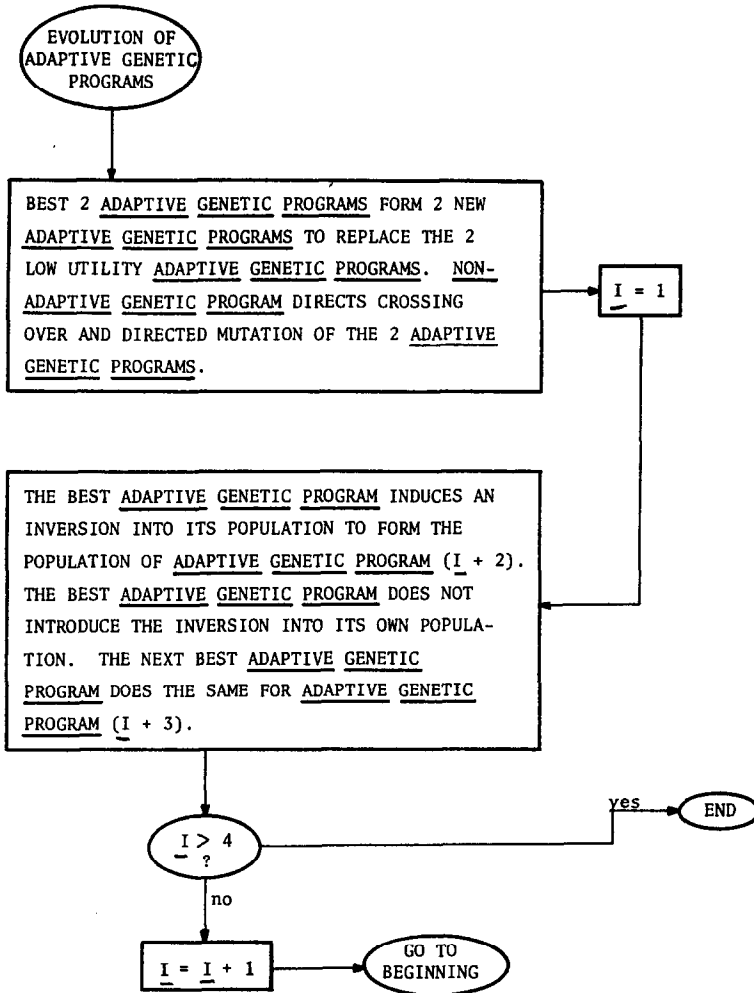 EVOLUTION OF
ADAPTIVE GENETIC
PROGRAMS
BEST 2 ADAPTIVE GENETIC PROGRAMS FORM 2 NEW
ADAPTIVE GENETIC PROGRAMS TO REPLACE THE 2
LOW UTILITY ADAPTIVE GENETIC PROGRAMS. NON-
ADAPTIVE GENETIC PROGRAM DIRECTS CROSSING
OVER AND DIRECTED MUTATION OF THE 2 ADAPTIVE
GENETIC PROGRAMS.
I = 1
THE BEST ADAPTIVE GENETIC PROGRAM INDUCES AN
INVERSION INTO ITS POPULATION TO FORM THE
POPULATION OF ADAPTIVE GENETIC PROGRAM (I + 2).
THE BEST ADAPTIVE GENETIC PROGRAM DOES NOT
INTRODUCE THE INVERSION INTO ITS OWN POPULA-
TION. THE NEXT BEST ADAPTIVE GENETIC
PROGRAM DOES THE SAME FOR ADAPTIVE GENETIC
PROGRAM (I + 3).
I > 4
?
yes
END
no
I = I + 1
GO TO
BEGINNING